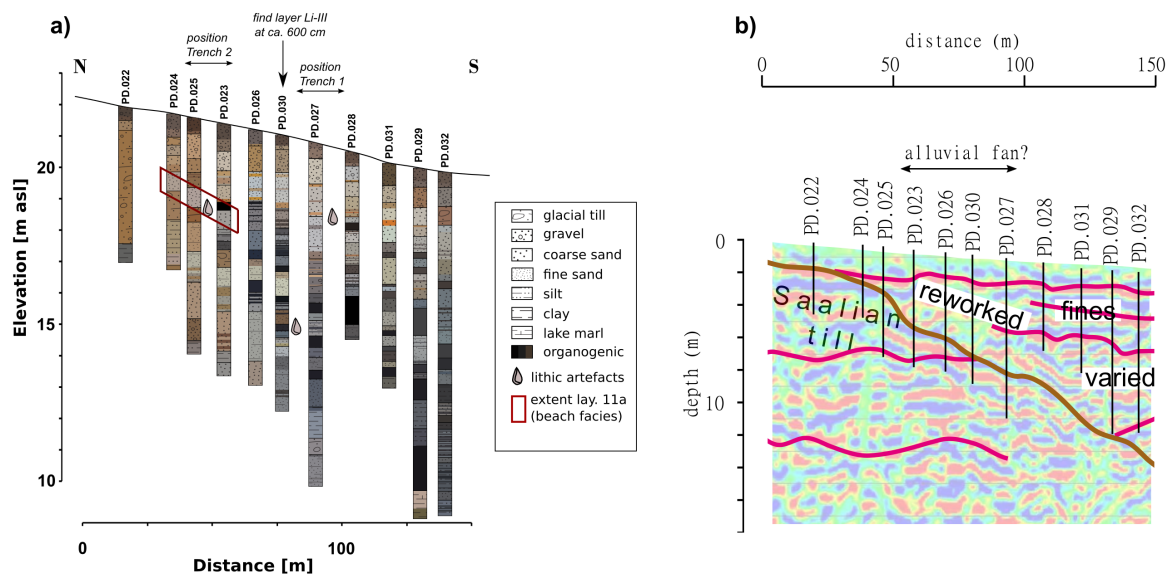 a)
find layer Li-III
at ca. 600 cm
position
Trench 2
position
Trench 1
N
S
PD.022
PD.024
PD.025
PD.023
PD.026
PD.030
PD.027
PD.028
PD.031
PD.029
PD.032
Elevation [m asl]
20
15
10
0
100
Distance [m]
glacial till
gravel
coarse sand
fine sand
silt
clay
lake marl
organogenic
lithic artefacts
extent lay. 11a
(beach facies)
b)
distance (m)
0
50
100
150
alluvial fan?
PD.022
PD.024
PD.025
PD.023
PD.026
PD.030
PD.027
PD.028
PD.031
PD.029
PD.032
0
10
depth (m)
Saalian
till
reworked
fines
varied